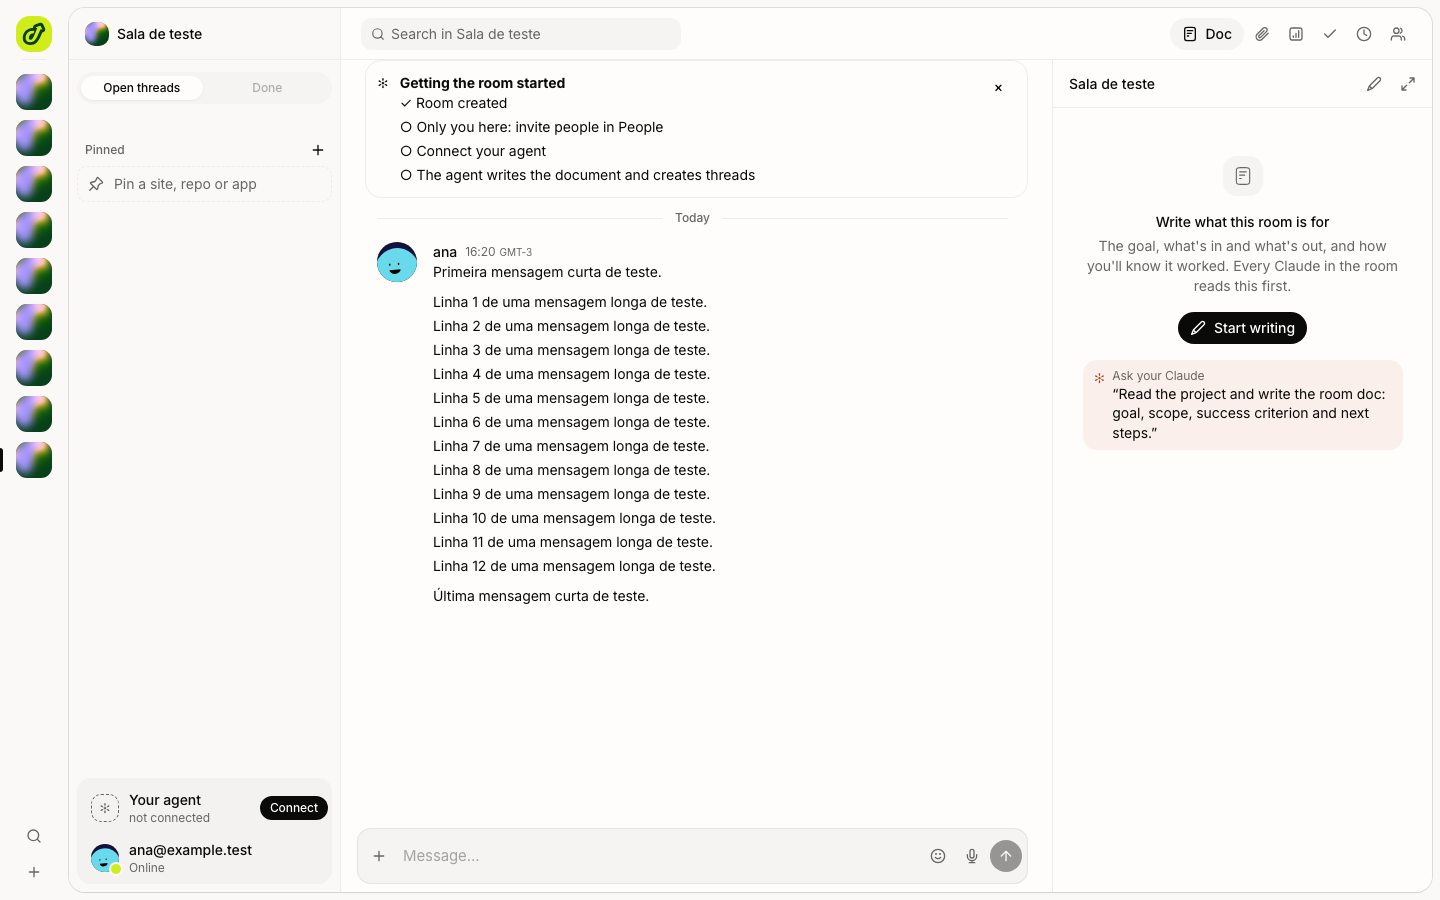 Sala de teste
Search in Sala de teste
Doc
Open threads
Done
Pinned
Pin a site, repo or app
Getting the room started
Room created
Only you here: invite people in People
Connect your agent
The agent writes the document and creates threads
Today
ana 16:20 GMT-3
Primeira mensagem curta de teste.
Linha 1 de uma mensagem longa de teste.
Linha 2 de uma mensagem longa de teste.
Linha 3 de uma mensagem longa de teste.
Linha 4 de uma mensagem longa de teste.
Linha 5 de uma mensagem longa de teste.
Linha 6 de uma mensagem longa de teste.
Linha 7 de uma mensagem longa de teste.
Linha 8 de uma mensagem longa de teste.
Linha 9 de uma mensagem longa de teste.
Linha 10 de uma mensagem longa de teste.
Linha 11 de uma mensagem longa de teste.
Linha 12 de uma mensagem longa de teste.
Última mensagem curta de teste.
Message...
Your agent
not connected
Connect
ana@example.test
Online
Sala de teste
Write what this room is for
The goal, what's in and what's out, and how
you'll know it worked. Every Claude in the room
reads this first.
Start writing
Ask your Claude
“Read the project and write the room doc:
goal, scope, success criterion and next
steps.”